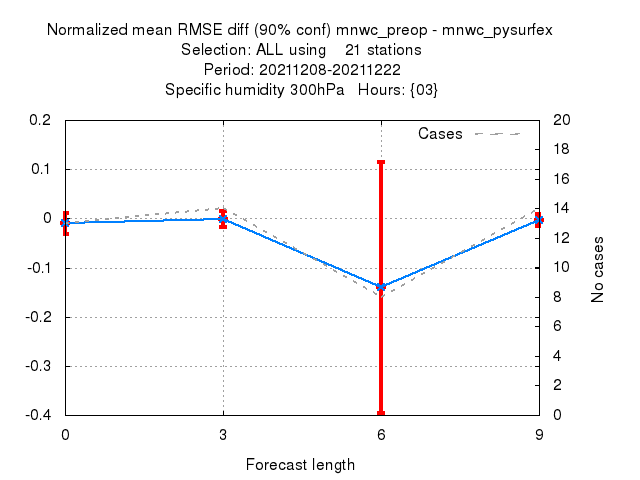 Normalized mean RMSE diff (90% conf) mnwc_preop - mnwc_pysurfex
Selection: ALL using    21 stations
Period: 20211208-20211222
Specific humidity 300hPa   Hours: {03}
Cases
0.2
0.1
0
-0.1
-0.2
-0.3
-0.4
20
18
16
14
12
10
8
6
4
2
0
No cases
0 3 6 9
Forecast length